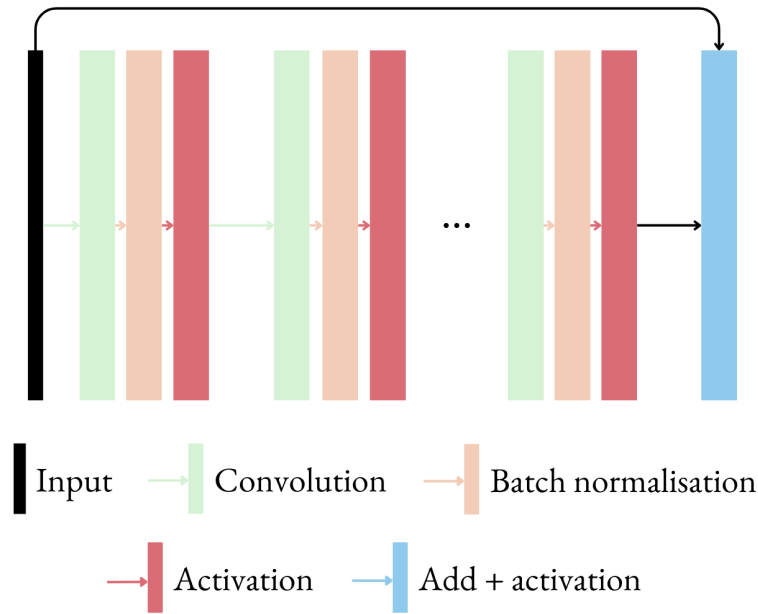 ...
Input
Convolution
Batch normalisation
Activation
Add + activation